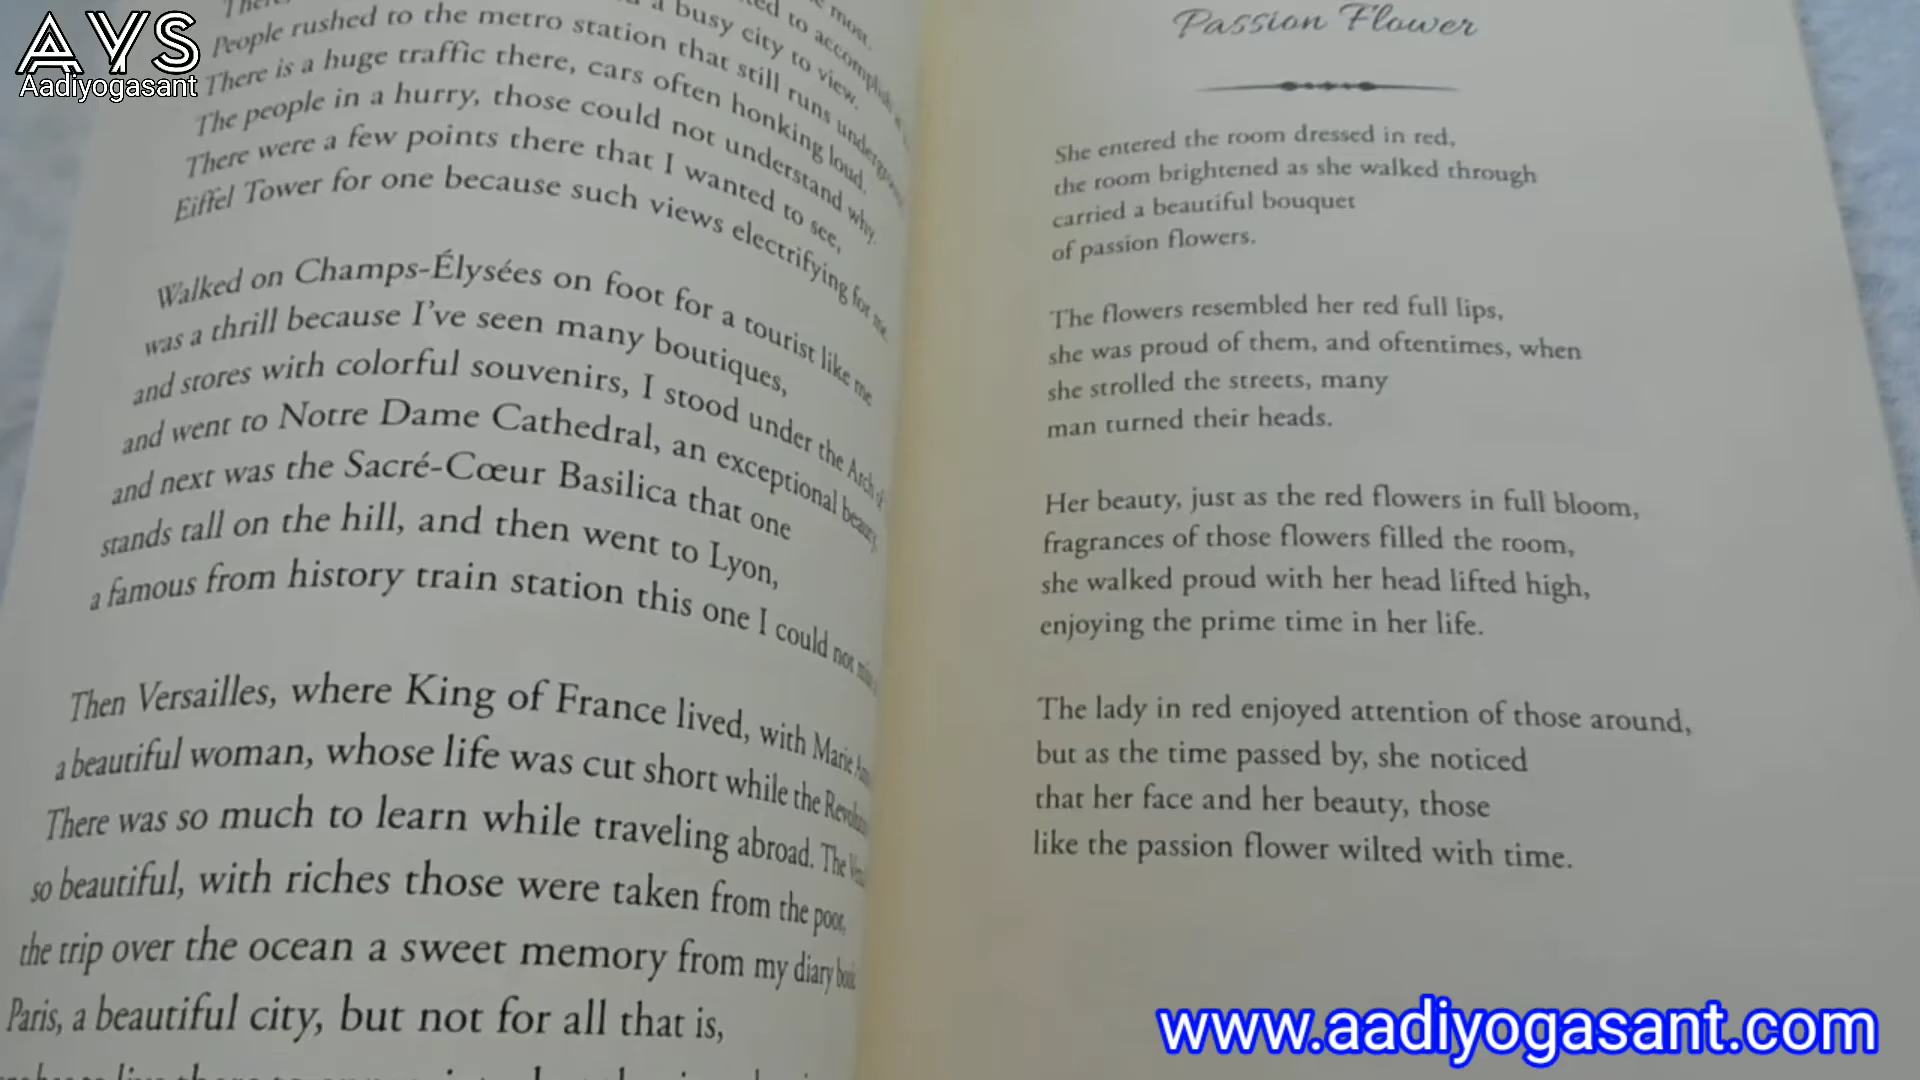 AYS
Aadiyogasant
to accomplish
a busy city to view.
People rushed to the metro station that still runs underground
There is a huge traffic there, cars often honking loud.
The people in a hurry, those could not understand why.
There were a few points there that I wanted to see,
Eiffel Tower for one because such views electrifying for me.
Walked on Champs-Élysées on foot for a tourist like me
was a thrill because I've seen many boutiques,
and stores with colorful souvenirs, I stood under the Arch of
and went to Notre Dame Cathedral, an exceptional beauty,
and next was the Sacré-Cœur Basilica that one
stands tall on the hill, and then went to Lyon,
a famous from history train station this one I could not miss
Then Versailles, where King of France lived, with Marie
a beautiful woman, whose life was cut short while the
There was so much to learn while traveling abroad. The
so beautiful, with riches those were taken from the poor,
the trip over the ocean a sweet memory from my diary book
Paris, a beautiful city, but not for all that is,
Passion Flower
She entered the room dressed in red,
the room brightened as she walked through
carried a beautiful bouquet
of passion flowers.
The flowers resembled her red full lips,
she was proud of them, and oftentimes, when
she strolled the streets, many
man turned their heads.
Her beauty, just as the red flowers in full bloom,
fragrances of those flowers filled the room,
she walked proud with her head lifted high,
enjoying the prime time in her life.
The lady in red enjoyed attention of those around,
but as the time passed by, she noticed
that her face and her beauty, those
like the passion flower wilted with time.
www.aadiyogasant.com